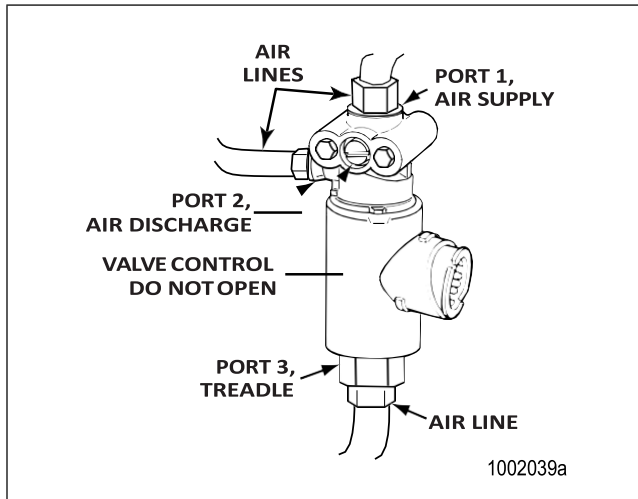 AIR
LINES
PORT 1,
AIR SUPPLY
PORT 2,
AIR DISCHARGE
VALVE CONTROL
DO NOT OPEN
PORT 3,
TREADLE
AIR LINE
1002039a